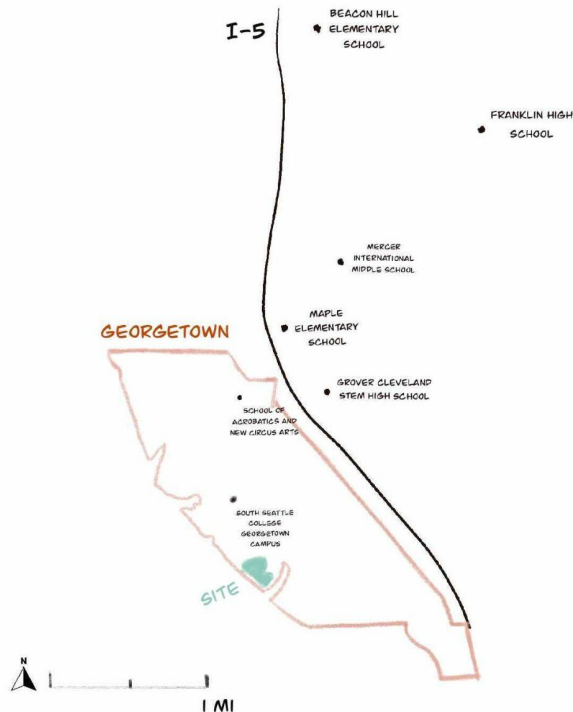 I-5
BEACON HILL
ELEMENTARY
SCHOOL
FRANKLIN HIGH
SCHOOL
MERCER
INTERNATIONAL
MIDDLE SCHOOL
MAPLE
ELEMENTARY
SCHOOL
GEORGETOWN
GROVER CLEVELAND
STEM HIGH SCHOOL
SCHOOL OF
ACROBATICS AND
NEW CIRCUS ARTS
SOUTH SEATTLE
COLLEGE
GEORGETOWN
CAMPUS
SITE
N
1 MI